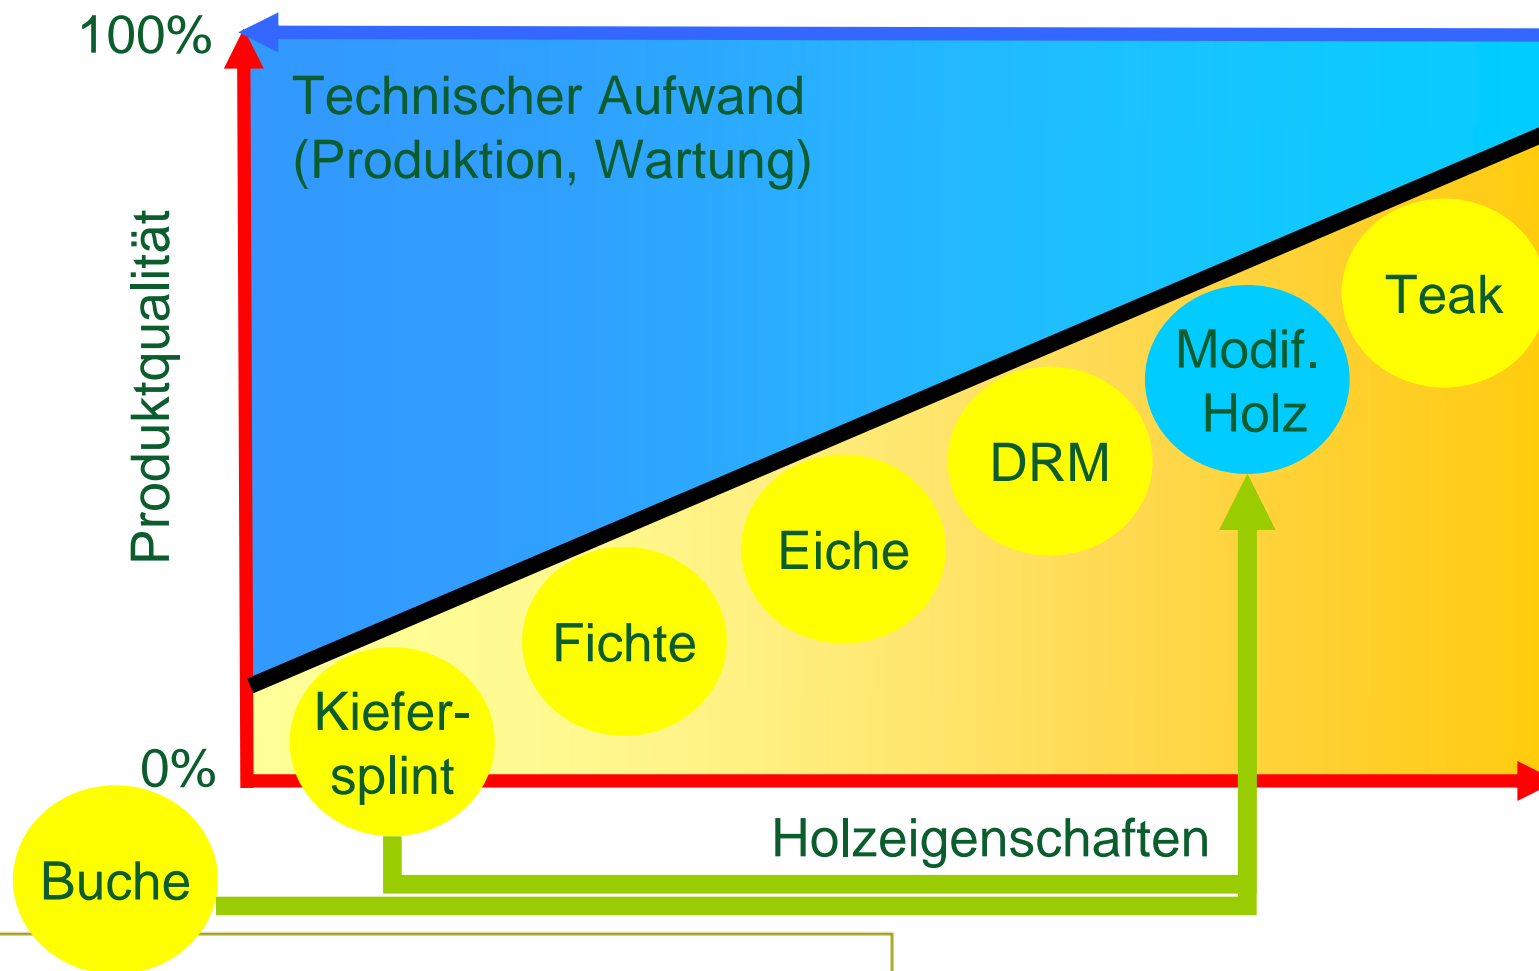 100%
Technischer Aufwand
(Produktion, Wartung)
Produktqualität
Teak
Modif.
Holz
DRM
Eiche
Fichte
Kiefer-
splint
0%
Holzeigenschaften
Buche